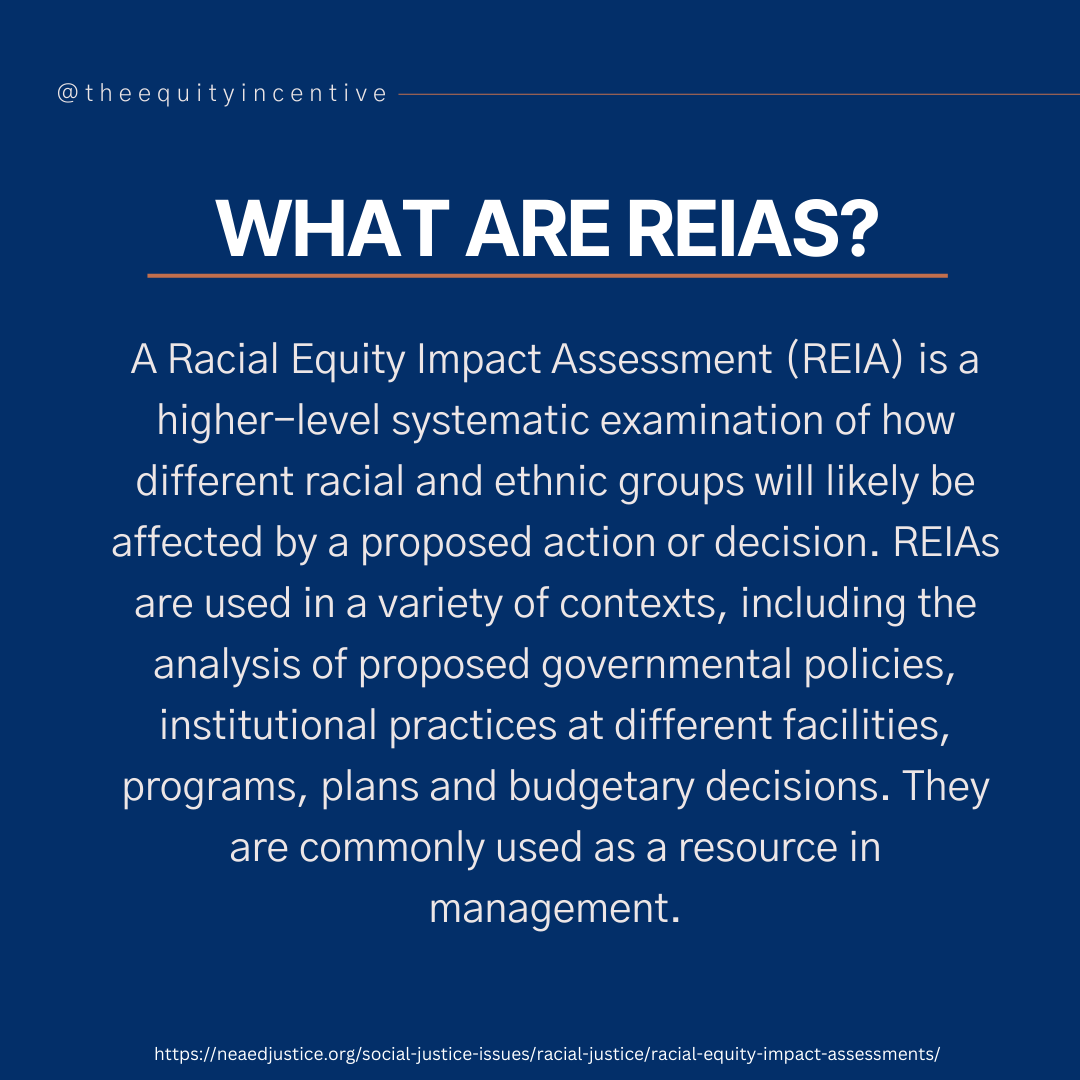 @theequityincentive
WHAT ARE REIAS?
A Racial Equity Impact Assessment (REIA) is a
higher-level systematic examination of how
different racial and ethnic groups will likely be
affected by a proposed action or decision. REIAs
are used in a variety of contexts, including the
analysis of proposed governmental policies,
institutional practices at different facilities,
programs, plans and budgetary decisions. They
are commonly used as a resource in
management.
https://neaedjustice.org/social-justice-issues/racial-justice/racial-equity-impact-assessments/